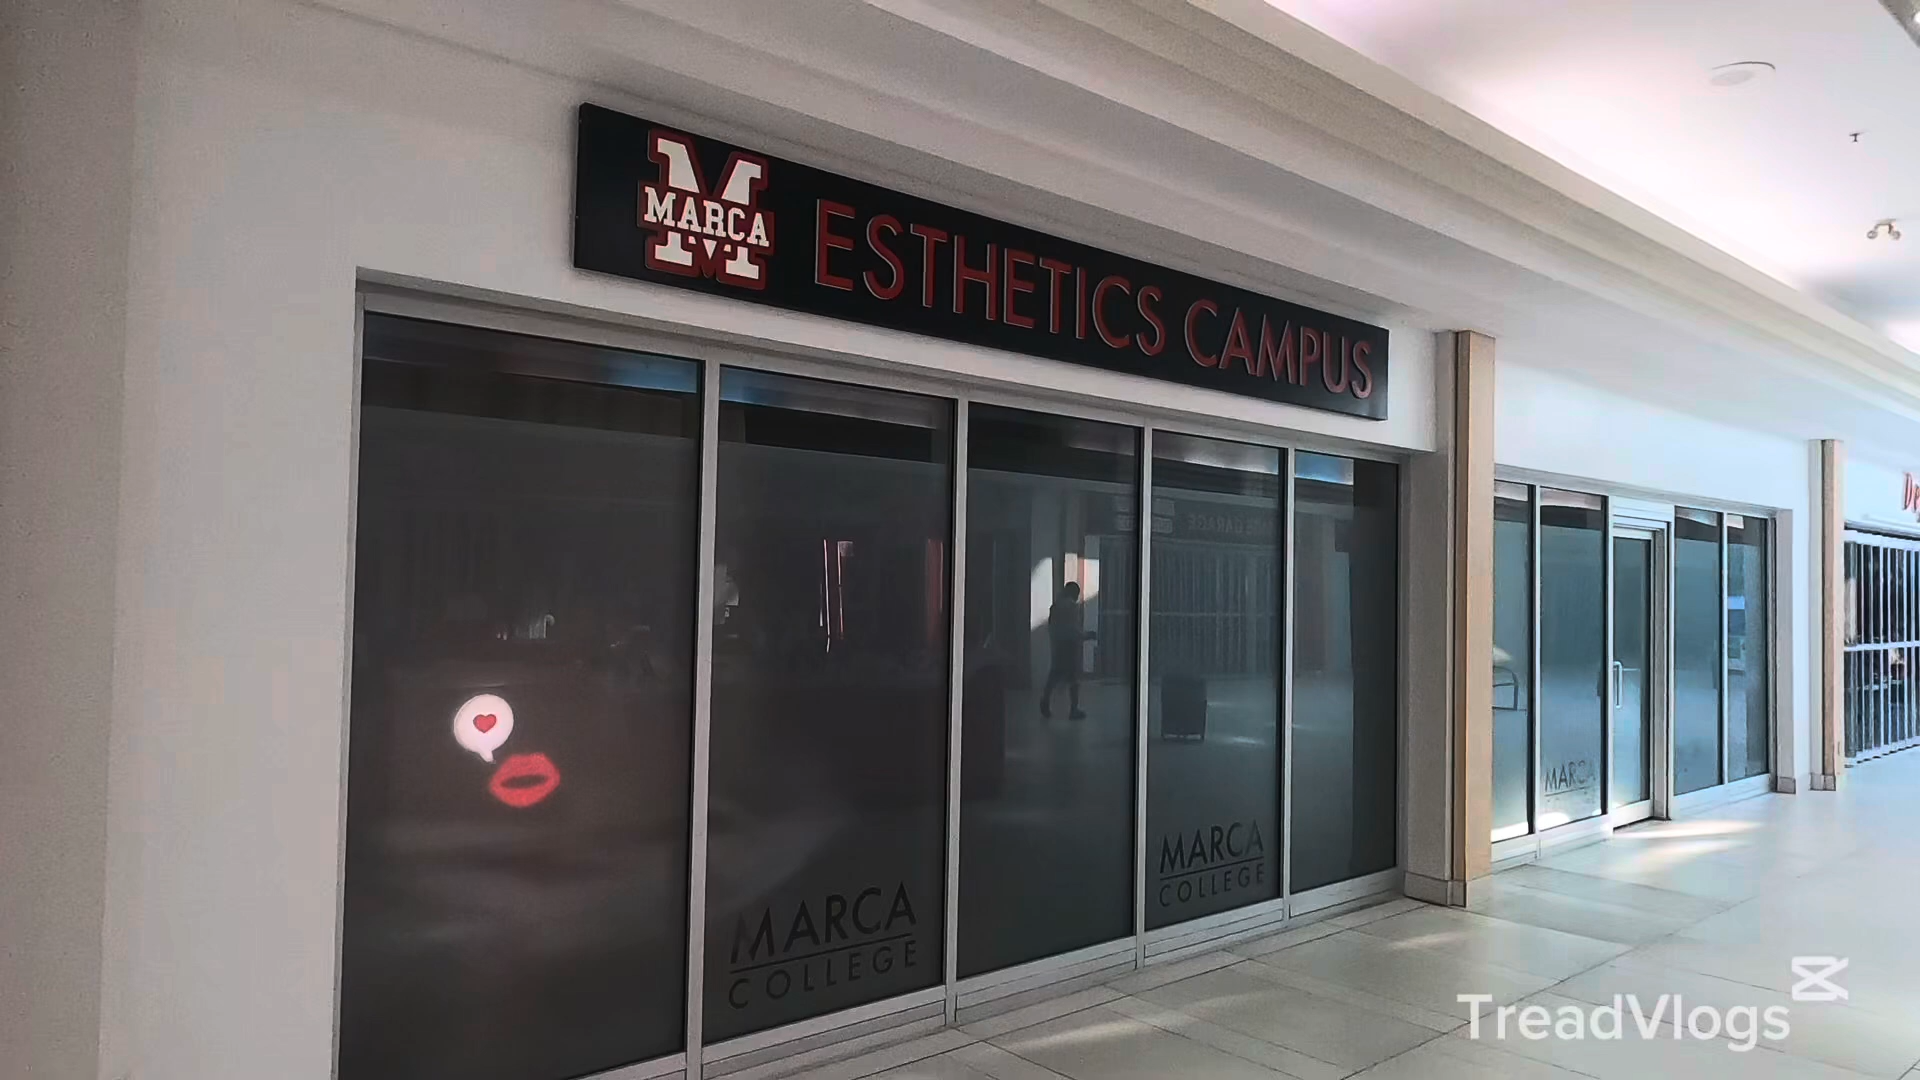 MARCA
ESTHETICS CAMPUS
MARCA
COLLEGE
MARCA
COLLEGE
MARCA
TreadVlogs